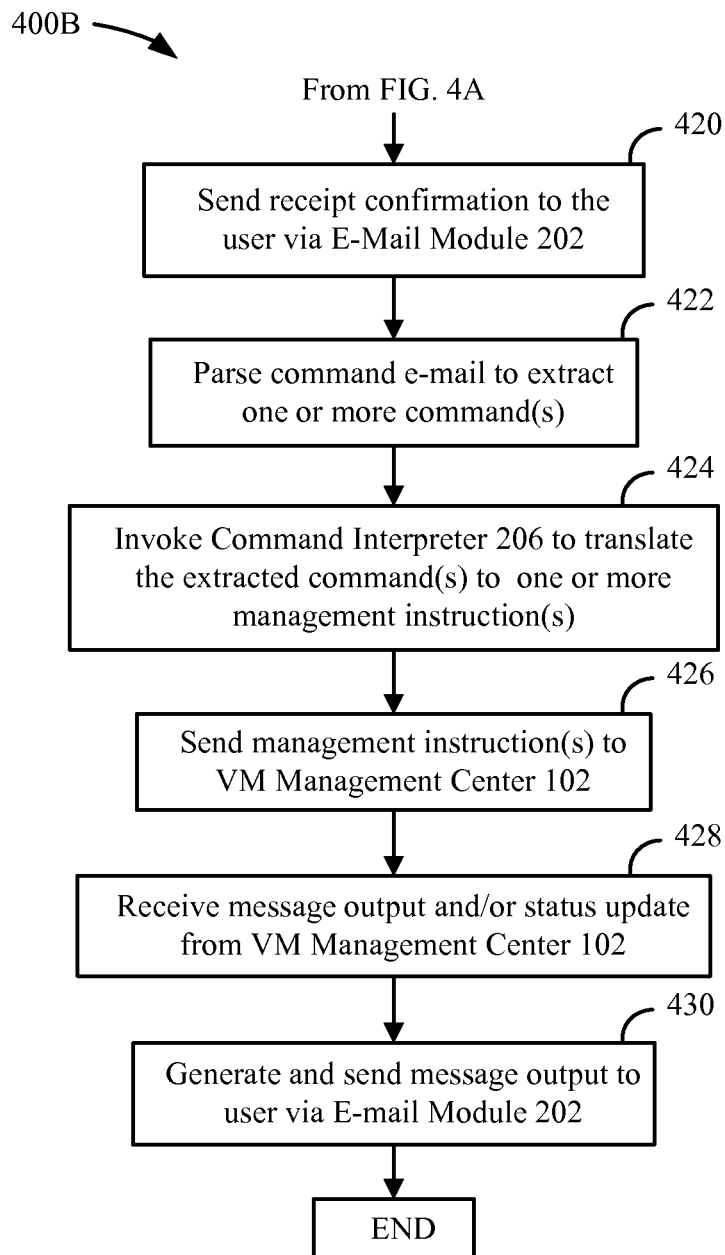 400B
From FIG. 4A
420
Send receipt confirmation to the
user via E-Mail Module 202
422
Parse command e-mail to extract
one or more command(s)
424
Invoke Command Interpreter 206 to translate
the extracted command(s) to one or more
management instruction(s)
426
Send management instruction(s) to
VM Management Center 102
428
Receive message output and/or status update
from VM Management Center 102
430
Generate and send message output to
user via E-mail Module 202
END